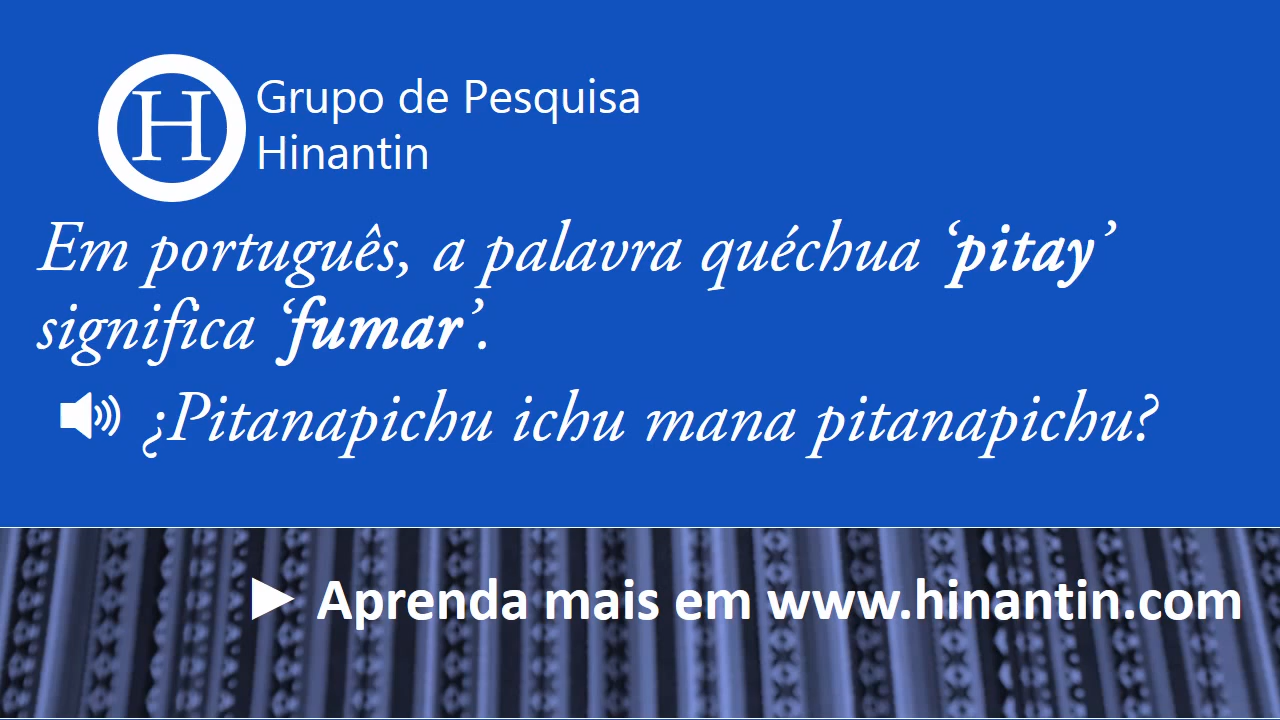 H
Grupo de Pesquisa
Hinantin
Em português, a palavra quéchua ‘pitay’
significa ‘fumar’.
¿Pitanapichu ichu mana pitanapichu?
► Aprenda mais em www.hinantin.com